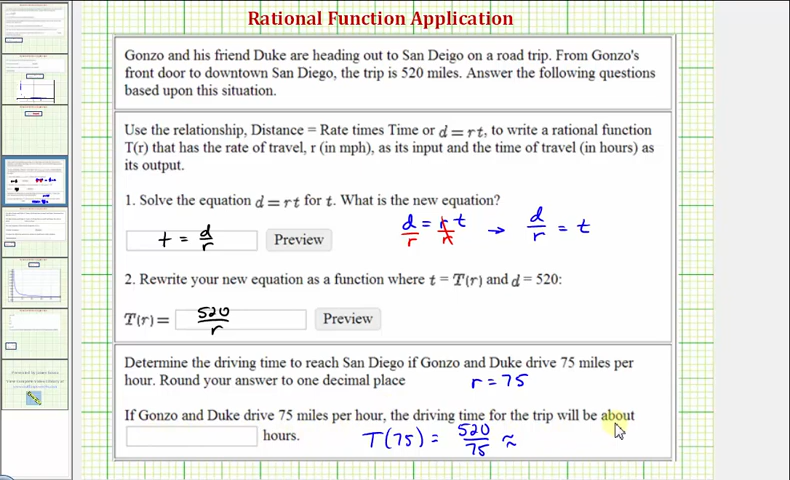 Rational Function Application
Gonzo and his friend Duke are heading out to San Deigo on a road trip. From Gonzo's
front door to downtown San Diego, the trip is 520 miles. Answer the following questions
based upon this situation.
Use the relationship, Distance = Rate times Time or d = rt, to write a rational function
T(r) that has the rate of travel, r (in mph), as its input and the time of travel (in hours) as
its output.
1. Solve the equation d = rt for t. What is the new equation?
t = d/r Preview d/r = rt/r → d/r = t
2. Rewrite your new equation as a function where t = T(r) and d = 520:
T(r) = 520/r Preview
Determine the driving time to reach San Diego if Gonzo and Duke drive 75 miles per
hour. Round your answer to one decimal place r = 75
If Gonzo and Duke drive 75 miles per hour, the driving time for the trip will be about
hours. T(75) = 520/75 ≈